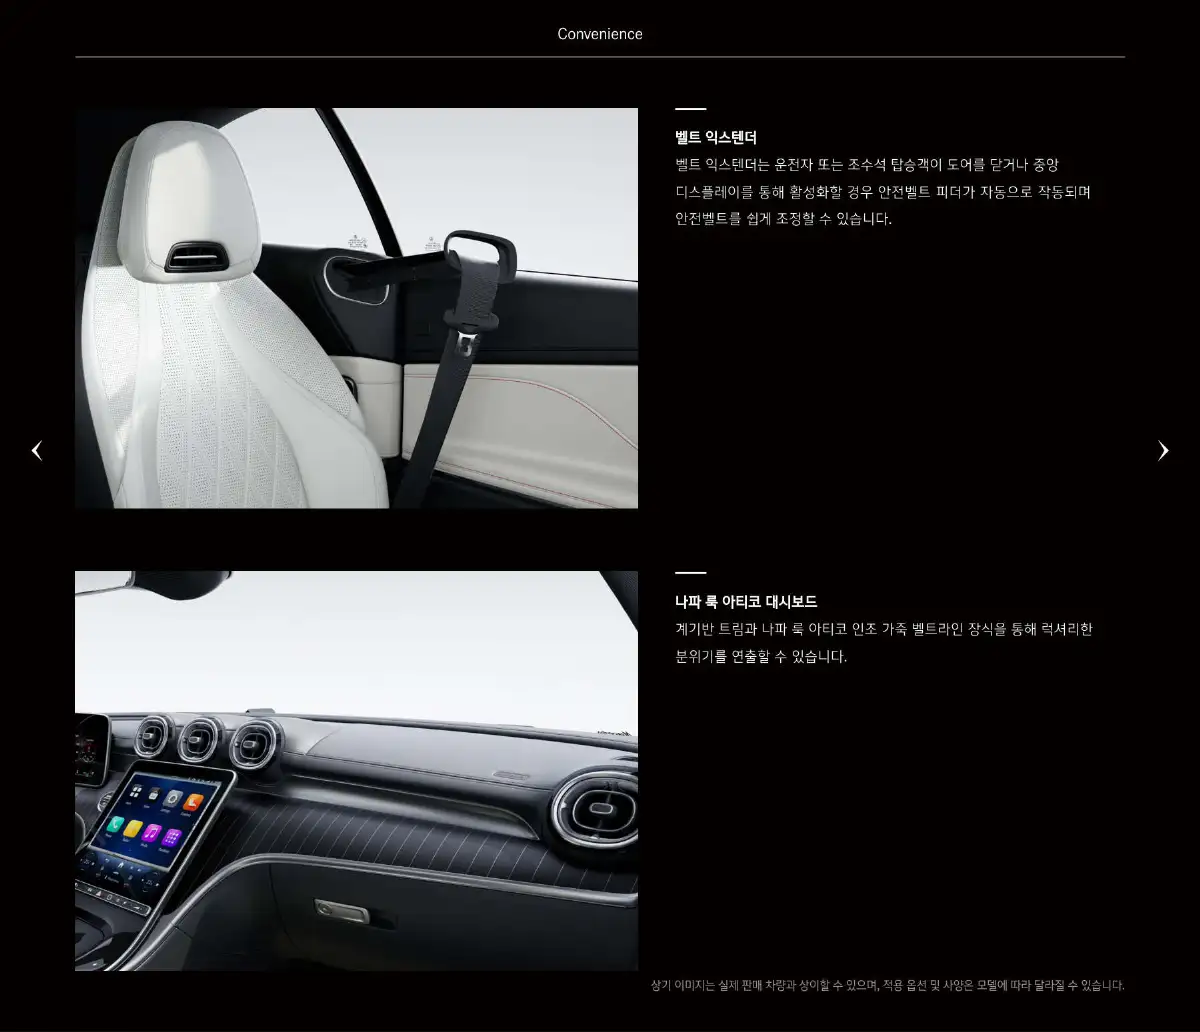 Convenience
벨트 익스텐더
벨트 익스텐더는 운전자 또는 조수석 탑승객이 도어를 닫거나 중앙
디스플레이를 통해 활성화할 경우 안전벨트 피더가 자동으로 작동되며
안전벨트를 쉽게 조정할 수 있습니다.
나파 룩 아티코 대시보드
계기반 트림과 나파 룩 아티코 인조 가죽 벨트라인 장식을 통해 럭셔리한
분위기를 연출할 수 있습니다.
상기 이미지는 실제 판매 차량과 상이할 수 있으며, 적용 옵션 및 사양은 모델에 따라 달라질 수 있습니다.